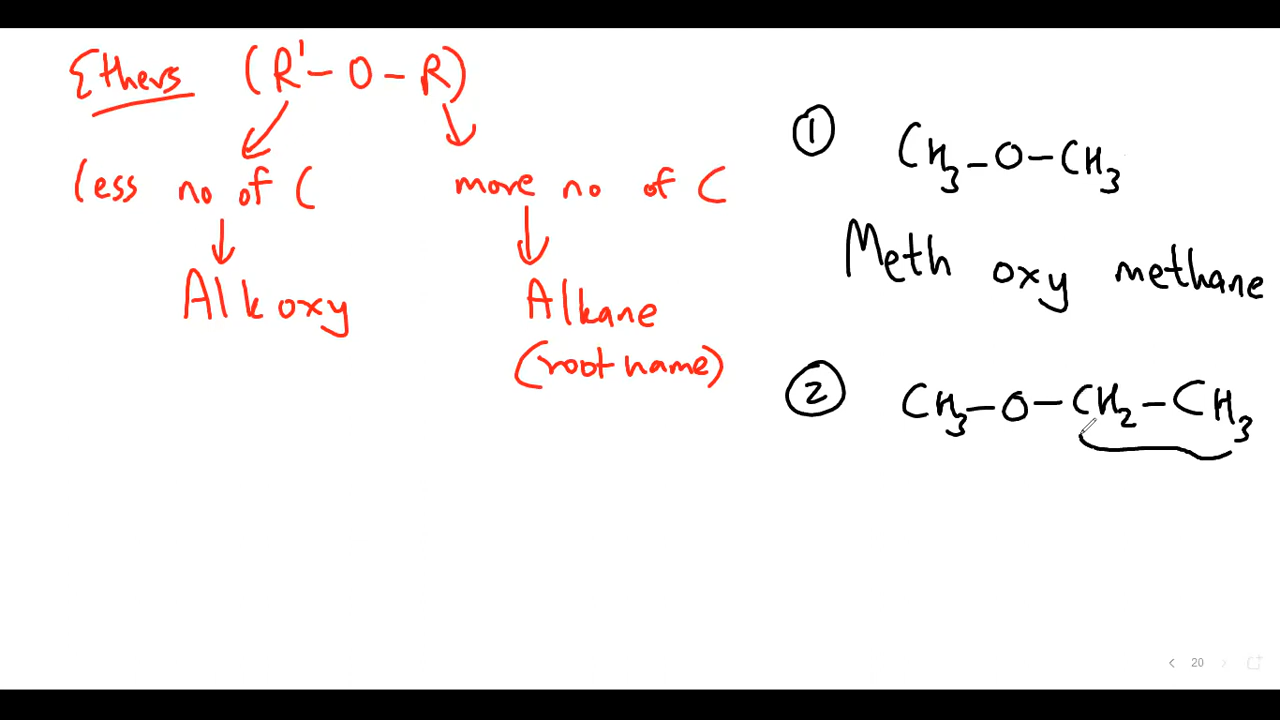 Ethers (R' – O – R)
less no of C
more no of C
Alkoxy
Alkane
(root name)
① CH3 – O – CH3
Meth oxy methane
② CH3 – O – CH2 – CH3
< 20 >